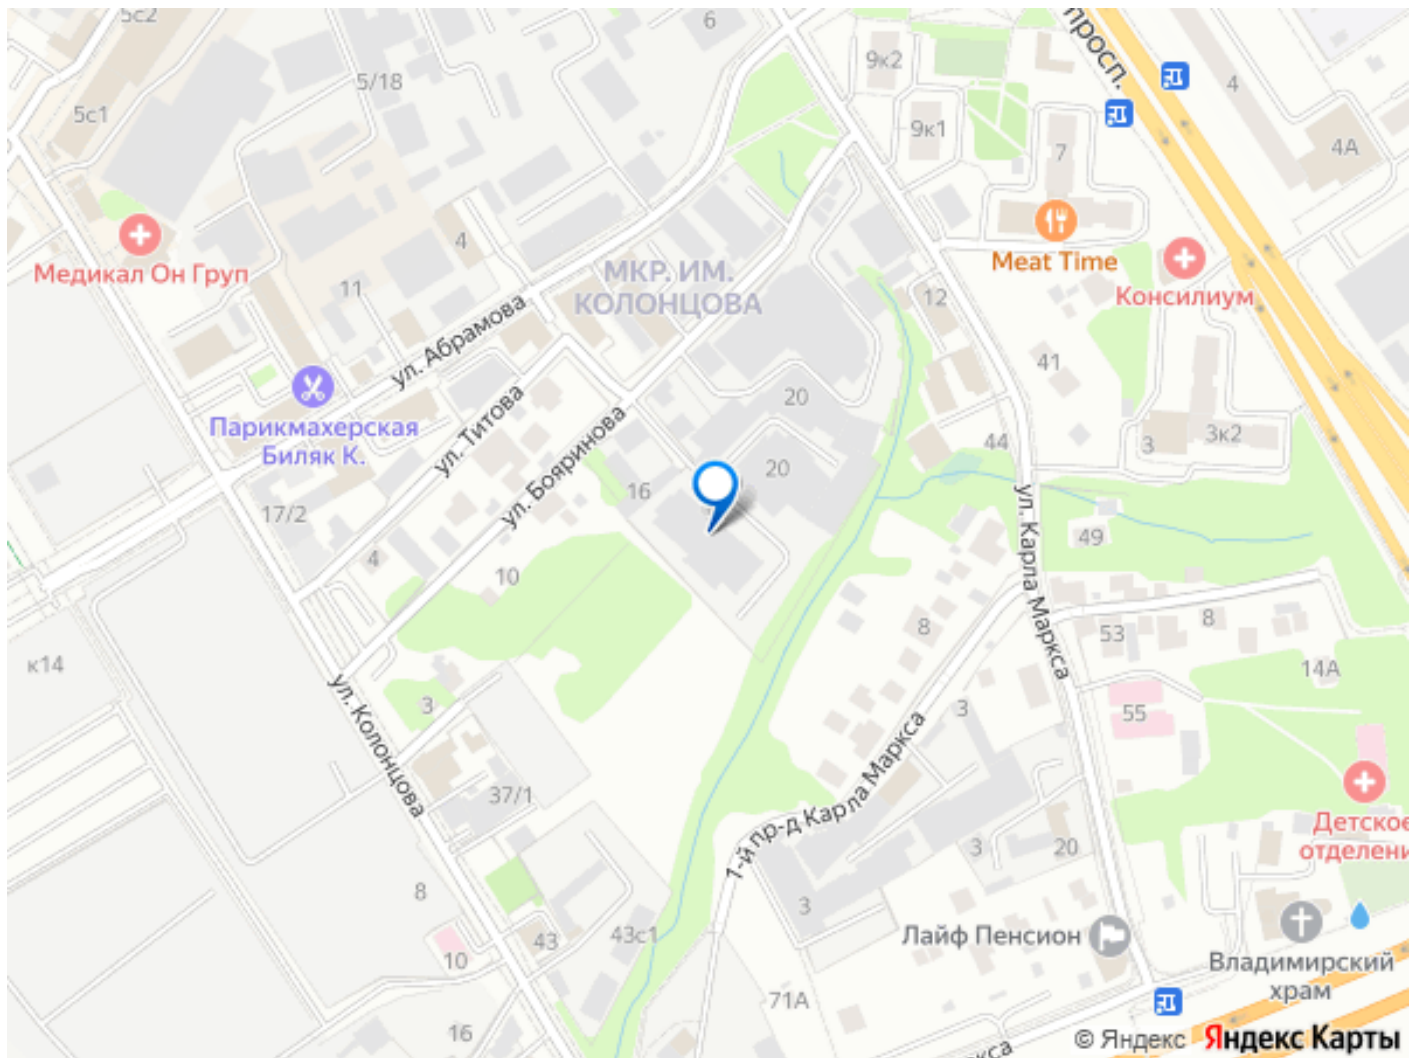 5с2
6
просп.
5/18
9к2
4
5с1
9к1
7
4А
Медикал Он Груп
4
МКР. ИМ.
КОЛОНЦОВА
Meat Time
Консилиум
11
12
ул. Абрамова
41
Парикмахерская
Биляк К.
ул. Титова
20
ул. Бояринова
44
3
3к2
20
16
17/2
ул. Карла Маркса
49
4
10
8
53
8
к14
14А
3
ул. Колонцова
3
55
37/1
1-й пр-д Карла Маркса
Детское
отделени
3
20
8
3
43
43с1
Лайф Пенсион
10
Владимирский
храм
71А
16
са
© Яндекс Яндекс Карты